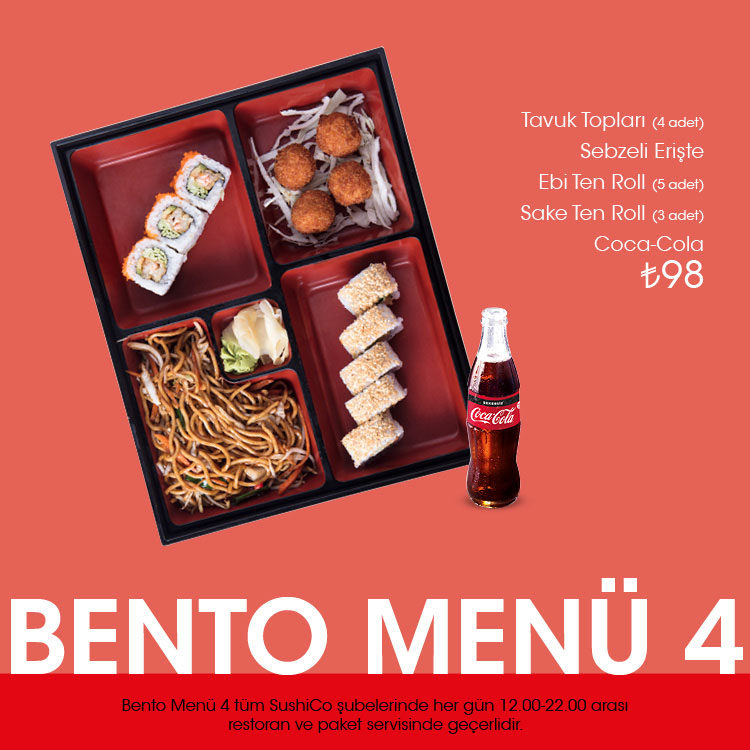 Tavuk Topları (4 adet)
Sebzeli Erişte
Ebi Ten Roll (5 adet)
Sake Ten Roll (3 adet)
Coca-Cola
₺98
Coca-Cola
BENTO MENÜ 4
Bento Menü 4 tüm SushiCo şubelerinde her gün 12.00-22.00 arası
restoran ve paket servisinde geçerlidir.